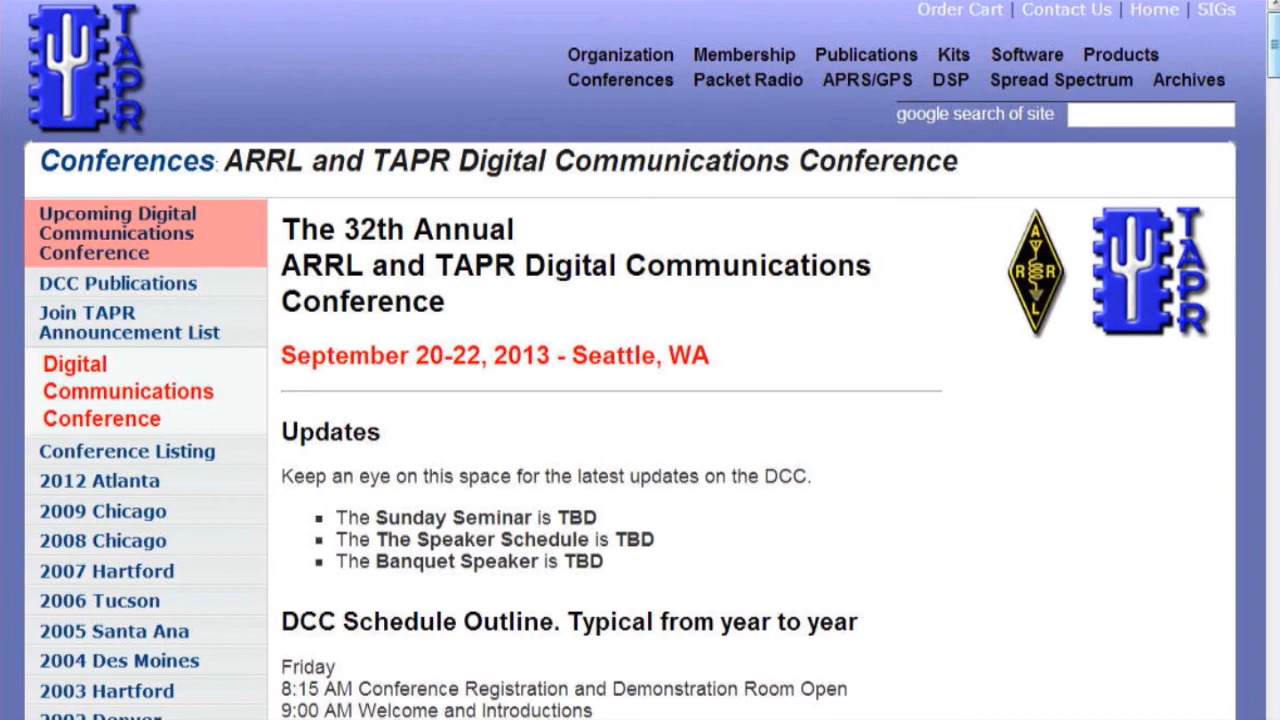 TAPR
Order Cart | Contact Us | Home | SIGs
Organization Membership Publications Kits Software Products
Conferences Packet Radio APRS/GPS DSP Spread Spectrum Archives
google search of site
Conferences: ARRL and TAPR Digital Communications Conference
Upcoming Digital
Communications
Conference
DCC Publications
Join TAPR
Announcement List
Digital
Communications
Conference
Conference Listing
2012 Atlanta
2009 Chicago
2008 Chicago
2007 Hartford
2006 Tucson
2005 Santa Ana
2004 Des Moines
2003 Hartford
2002 Denver
The 32th Annual
ARRL and TAPR Digital Communications
Conference
ARRL
TAPR
September 20-22, 2013 - Seattle, WA
Updates
Keep an eye on this space for the latest updates on the DCC.
The Sunday Seminar is TBD
The The Speaker Schedule is TBD
The Banquet Speaker is TBD
DCC Schedule Outline. Typical from year to year
Friday
8:15 AM Conference Registration and Demonstration Room Open
9:00 AM Welcome and Introductions